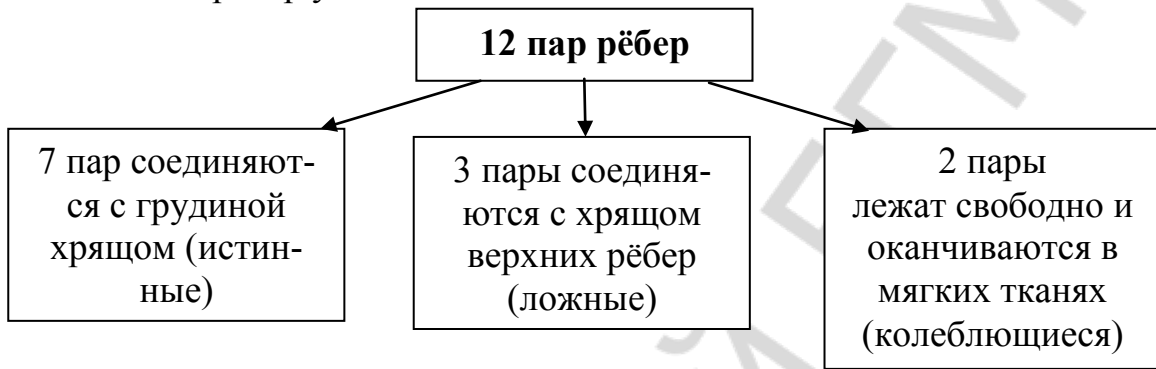 12 пар рёбер
7 пар соединяют-
ся с грудиной
хрящом (истин-
ные)
3 пары соединя-
ются с хрящом
верхних рёбер
(ложные)
2 пары
лежат свободно и
оканчиваются в
мягких тканях
(колеблющиеся)